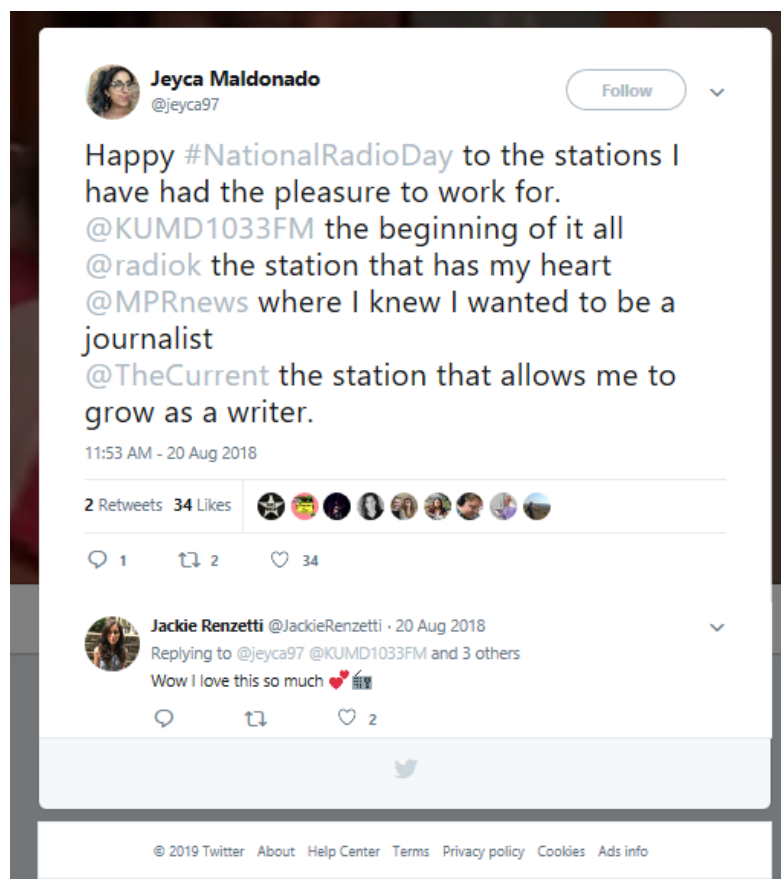 Jeyca Maldonado
@jeyca97
Follow
Happy #NationalRadioDay to the stations I
have had the pleasure to work for.
@KUMD1033FM the beginning of it all
@radiok the station that has my heart
@MPRnews where I knew I wanted to be a
journalist
@TheCurrent the station that allows me to
grow as a writer.
11:53 AM - 20 Aug 2018
2 Retweets 34 Likes
1 2 34
Jackie Renzetti @JackieRenzetti · 20 Aug 2018
Replying to @jeyca97 @KUMD1033FM and 3 others
Wow I love this so much 💕📻
2
© 2019 Twitter About Help Center Terms Privacy policy Cookies Ads info